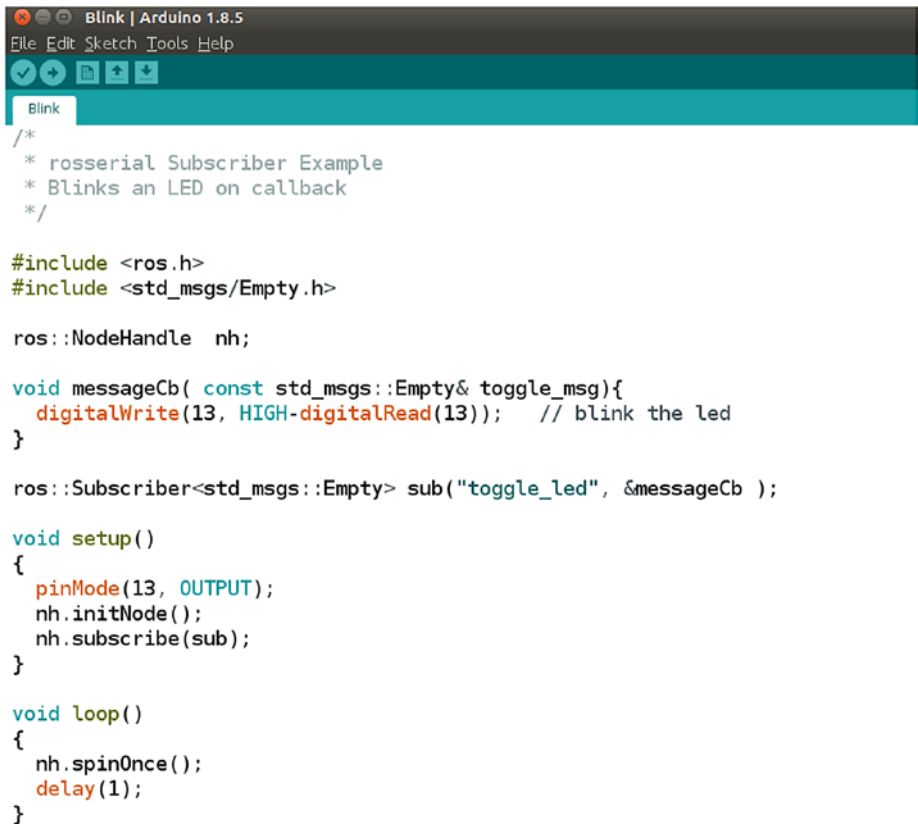 Blink | Arduino 1.8.5
File Edit Sketch Tools Help
Blink
/*
 * rosserial Subscriber Example
 * Blinks an LED on callback
 */

#include <ros.h>
#include <std_msgs/Empty.h>

ros::NodeHandle  nh;

void messageCb( const std_msgs::Empty& toggle_msg){
  digitalWrite(13, HIGH-digitalRead(13));   // blink the led
}

ros::Subscriber<std_msgs::Empty> sub("toggle_led", &messageCb );

void setup()
{
  pinMode(13, OUTPUT);
  nh.initNode();
  nh.subscribe(sub);
}

void loop()
{
  nh.spinOnce();
  delay(1);
}